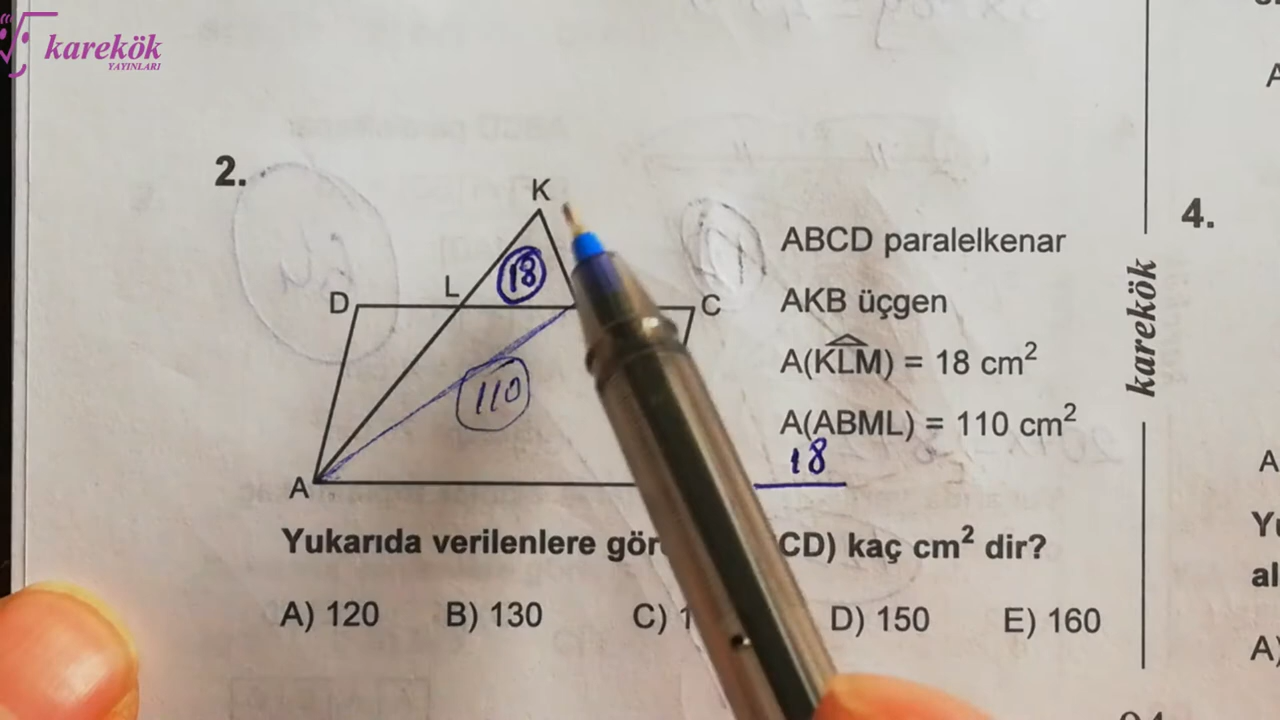 karekök
YAYINLARI
2.
K
18
L
D
C
110
A
ABCD paralelkenar
AKB üçgen
A(KLM) = 18 cm²
A(ABML) = 110 cm²
18
Yukarıda verilenlere CD) kaç cm² dir?
A) 120 B) 130 C) D) 150 E) 160
karekök
4.
A
A
al
A)